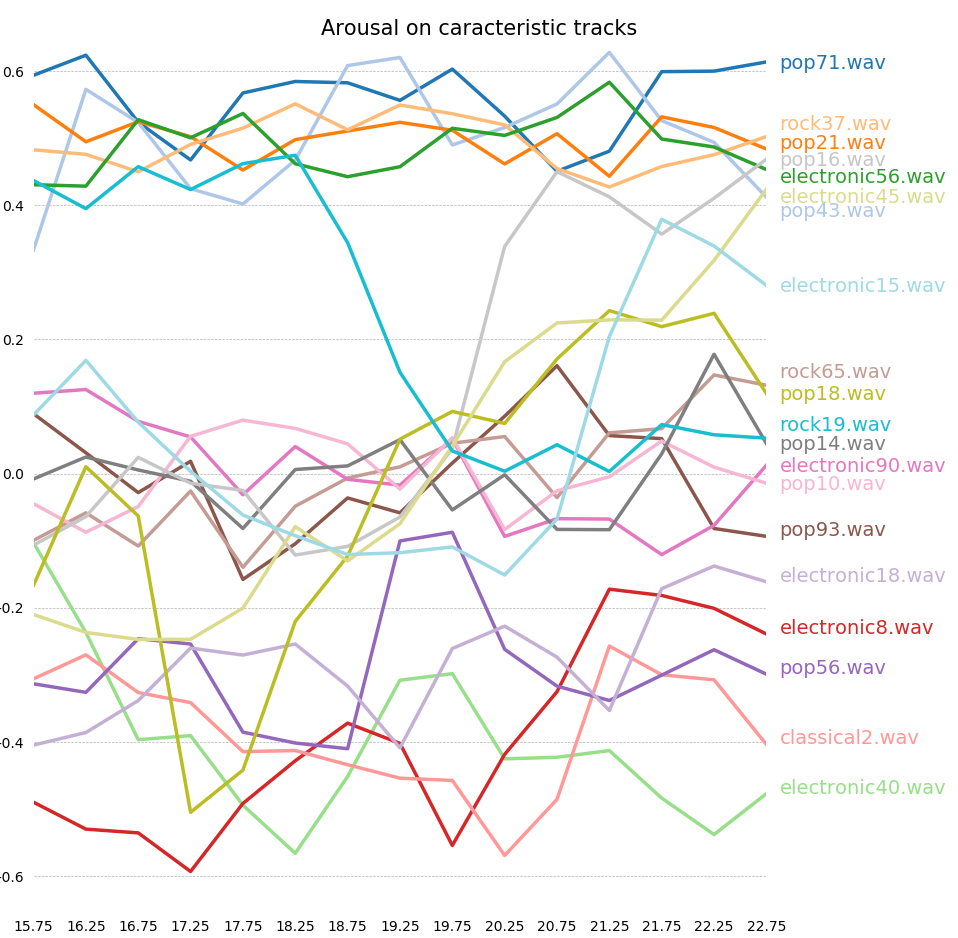 Arousal on caracteristic tracks
0.6
0.4
0.2
0.0
-0.2
-0.4
-0.6
pop71.wav
rock37.wav
pop21.wav
pop16.wav
electronic56.wav
electronic45.wav
pop43.wav
electronic15.wav
rock65.wav
pop18.wav
rock19.wav
pop14.wav
electronic90.wav
pop10.wav
pop93.wav
electronic18.wav
electronic8.wav
pop56.wav
classical2.wav
electronic40.wav
15.75 16.25 16.75 17.25 17.75 18.25 18.75 19.25 19.75 20.25 20.75 21.25 21.75 22.25 22.75